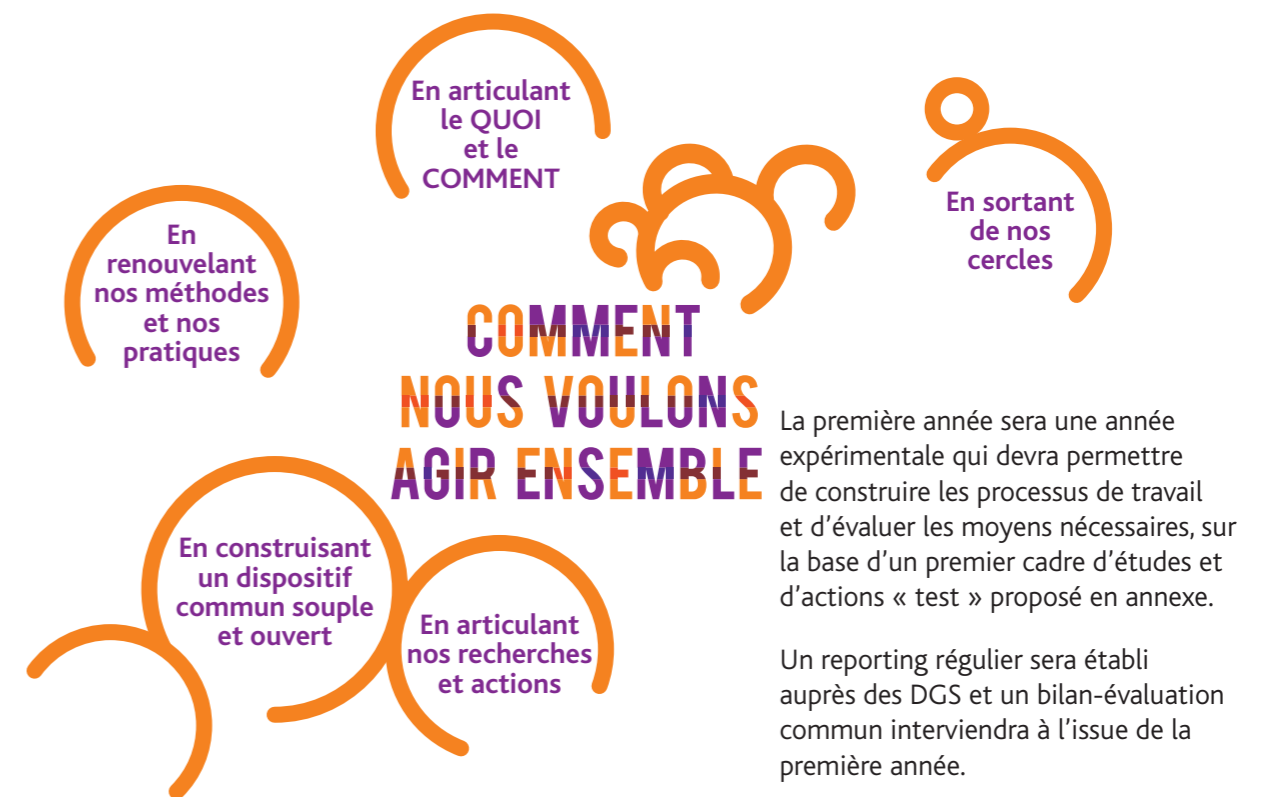 En articulant
le QUOI
et le
COMMENT
En sortant
de nos
cercles
En
renouvelant
nos méthodes
et nos
pratiques
COMMENT
NOUS VOULONS
AGIR ENSEMBLE
En construisant
un dispositif
commun souple
et ouvert
En articulant
nos recherches
et actions
La première année sera une année
expérimentale qui devra permettre
de construire les processus de travail
et d’évaluer les moyens nécessaires, sur
la base d’un premier cadre d’études et
d’actions « test » proposé en annexe.
Un reporting régulier sera établi
auprès des DGS et un bilan-évaluation
commun interviendra à l’issue de la
première année.